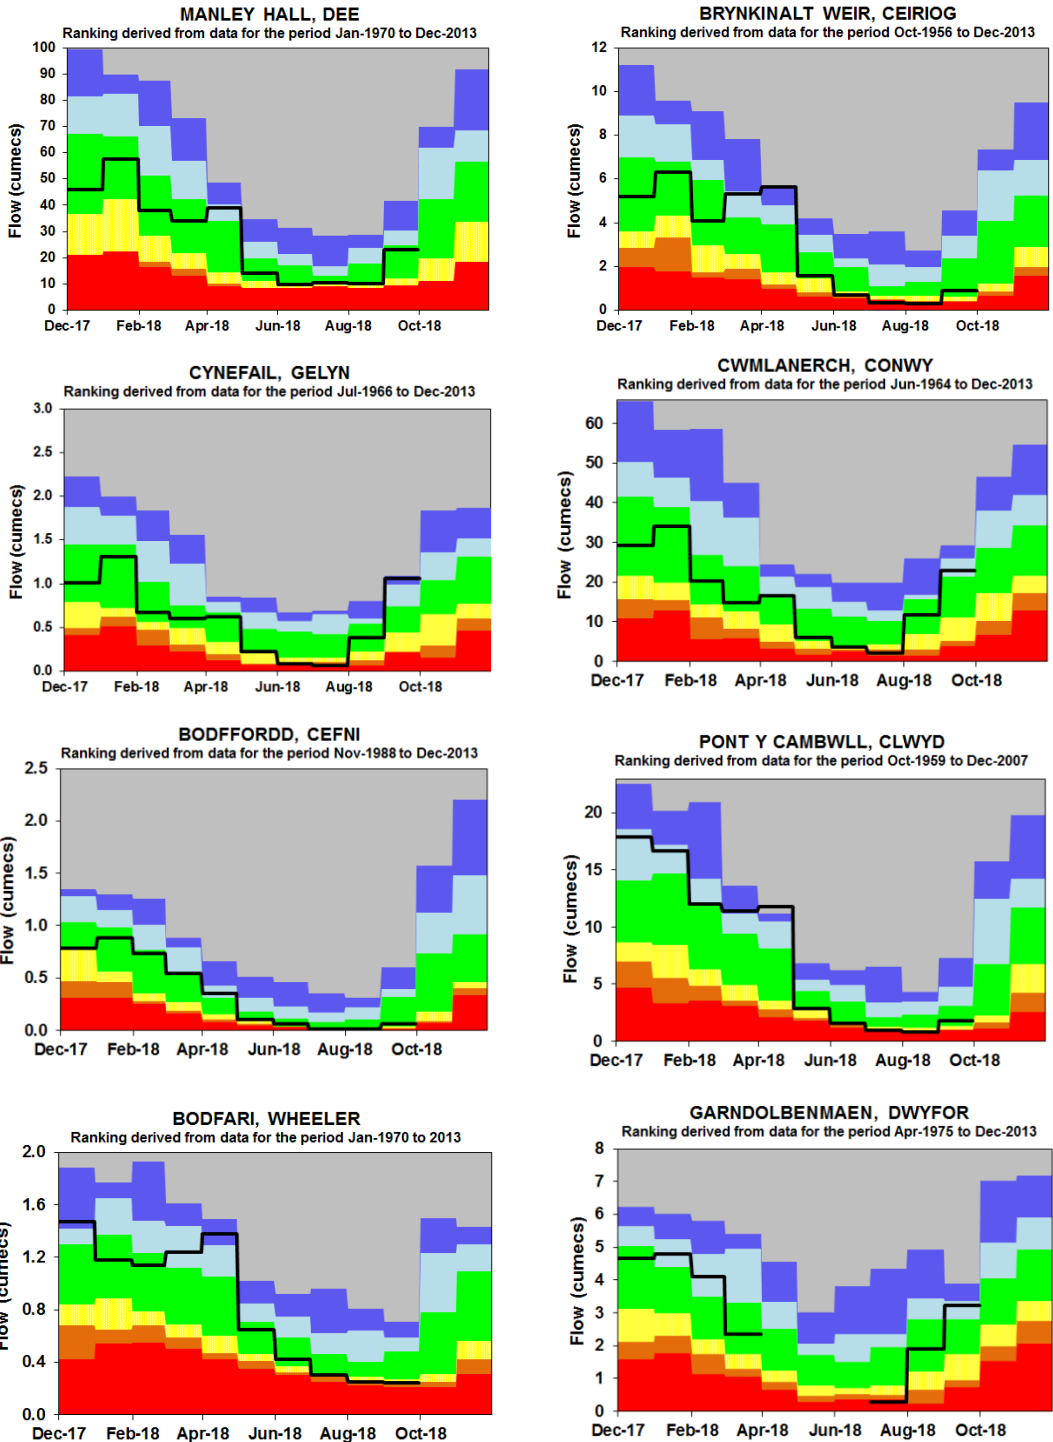 MANLEY HALL, DEE
Ranking derived from data for the period Jan-1970 to Dec-2013
Flow (cumecs)
100
90
80
70
60
50
40
30
20
10
0
Dec-17 Feb-18 Apr-18 Jun-18 Aug-18 Oct-18
BRYNKINALT WEIR, CEIRIOG
Ranking derived from data for the period Oct-1956 to Dec-2013
Flow (cumecs)
12
10
8
6
4
2
0
Dec-17 Feb-18 Apr-18 Jun-18 Aug-18 Oct-18
CYNEFAIL, GELYN
Ranking derived from data for the period Jul-1966 to Dec-2013
Flow (cumecs)
3.0
2.5
2.0
1.5
1.0
0.5
0.0
Dec-17 Feb-18 Apr-18 Jun-18 Aug-18 Oct-18
CWMLANERCH, CONWY
Ranking derived from data for the period Jun-1964 to Dec-2013
Flow (cumecs)
60
50
40
30
20
10
0
Dec-17 Feb-18 Apr-18 Jun-18 Aug-18 Oct-18
BODFFORDD, CEFNI
Ranking derived from data for the period Nov-1988 to Dec-2013
Flow (cumecs)
2.5
2.0
1.5
1.0
0.5
0.0
Dec-17 Feb-18 Apr-18 Jun-18 Aug-18 Oct-18
PONT Y CAMBWLL, CLWYD
Ranking derived from data for the period Oct-1959 to Dec-2007
Flow (cumecs)
20
15
10
5
0
Dec-17 Feb-18 Apr-18 Jun-18 Aug-18 Oct-18
BODFARI, WHEELER
Ranking derived from data for the period Jan-1970 to 2013
Flow (cumecs)
2.0
1.6
1.2
0.8
0.4
0.0
Dec-17 Feb-18 Apr-18 Jun-18 Aug-18 Oct-18
GARNDOLBENMAEN, DWYFOR
Ranking derived from data for the period Apr-1975 to Dec-2013
Flow (cumecs)
8
7
6
5
4
3
2
1
0
Dec-17 Feb-18 Apr-18 Jun-18 Aug-18 Oct-18